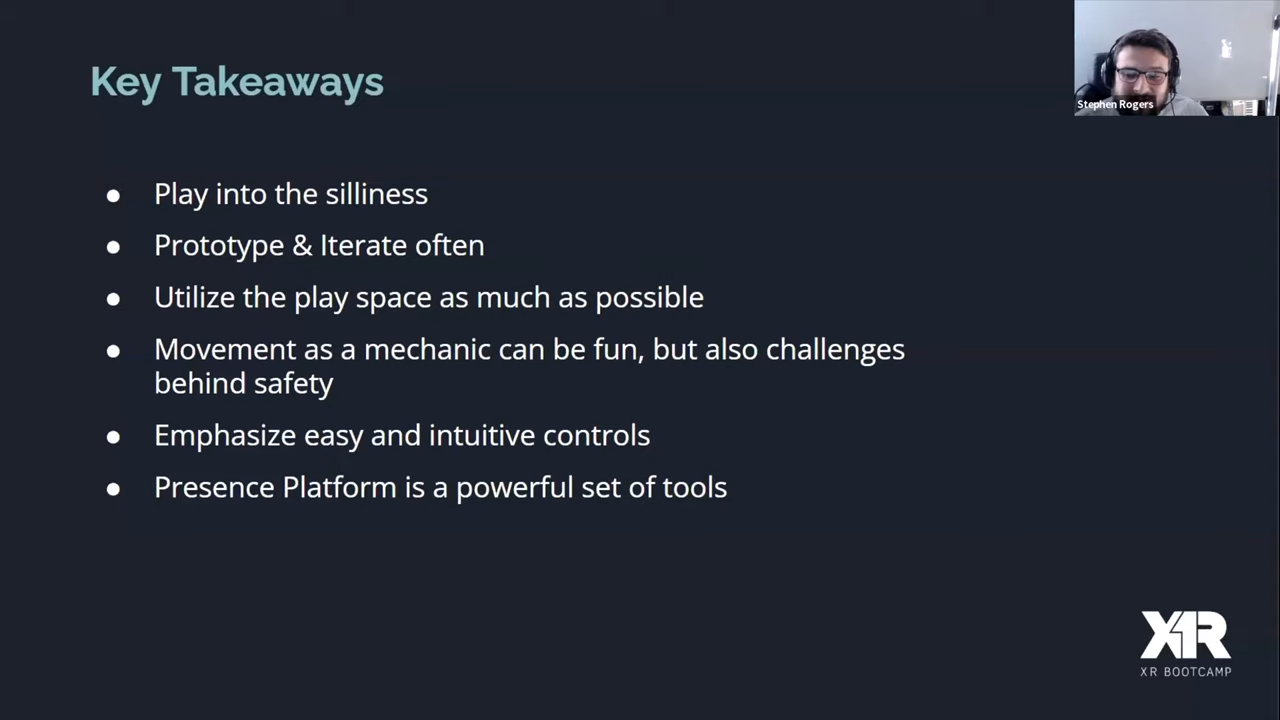 Key Takeaways
Stephen Rogers
● Play into the silliness
● Prototype & Iterate often
● Utilize the play space as much as possible
● Movement as a mechanic can be fun, but also challenges
behind safety
● Emphasize easy and intuitive controls
● Presence Platform is a powerful set of tools
XR
XR BOOTCAMP